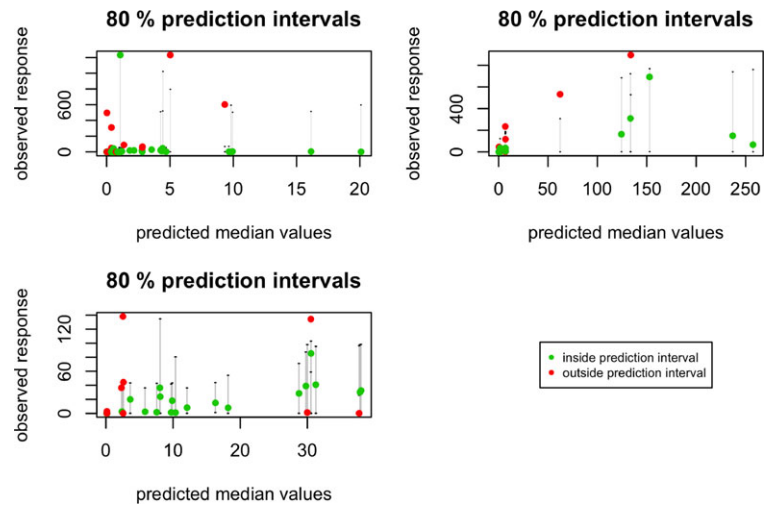 80 % prediction intervals
observed response
600
0
0 5 10 15 20
predicted median values
80 % prediction intervals
observed response
400
0
0 50 100 150 200 250
predicted median values
80 % prediction intervals
observed response
120
60
0
0 10 20 30
predicted median values
inside prediction interval
outside prediction interval